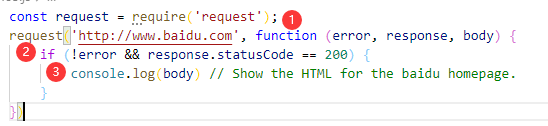 const request = require('request'); 1
request('http://www.baidu.com', function (error, response, body) {
2 if (!error && response.statusCode == 200) {
3 console.log(body) // Show the HTML for the baidu homepage.
}
})